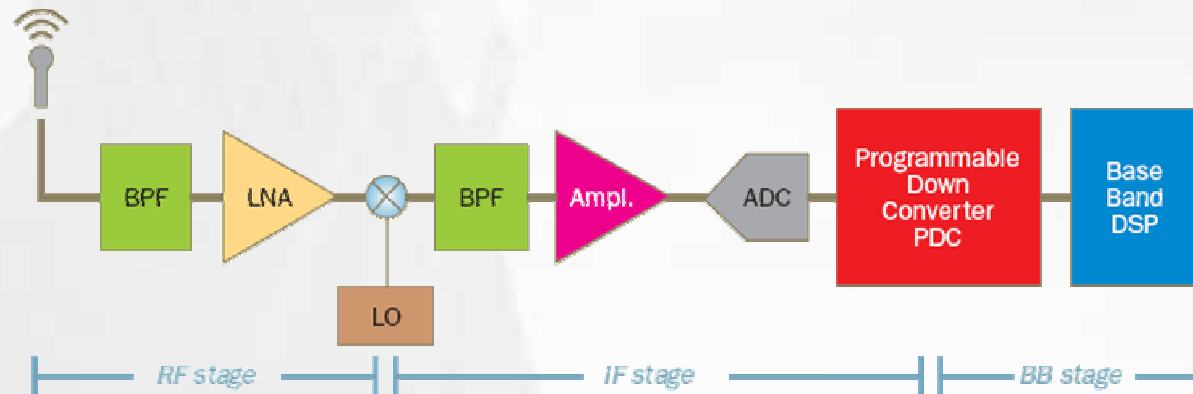 BPF
LNA
BPF
Ampl.
ADC
Programmable
Down
Converter
PDC
Base
Band
DSP
LO
RF stage
IF stage
BB stage